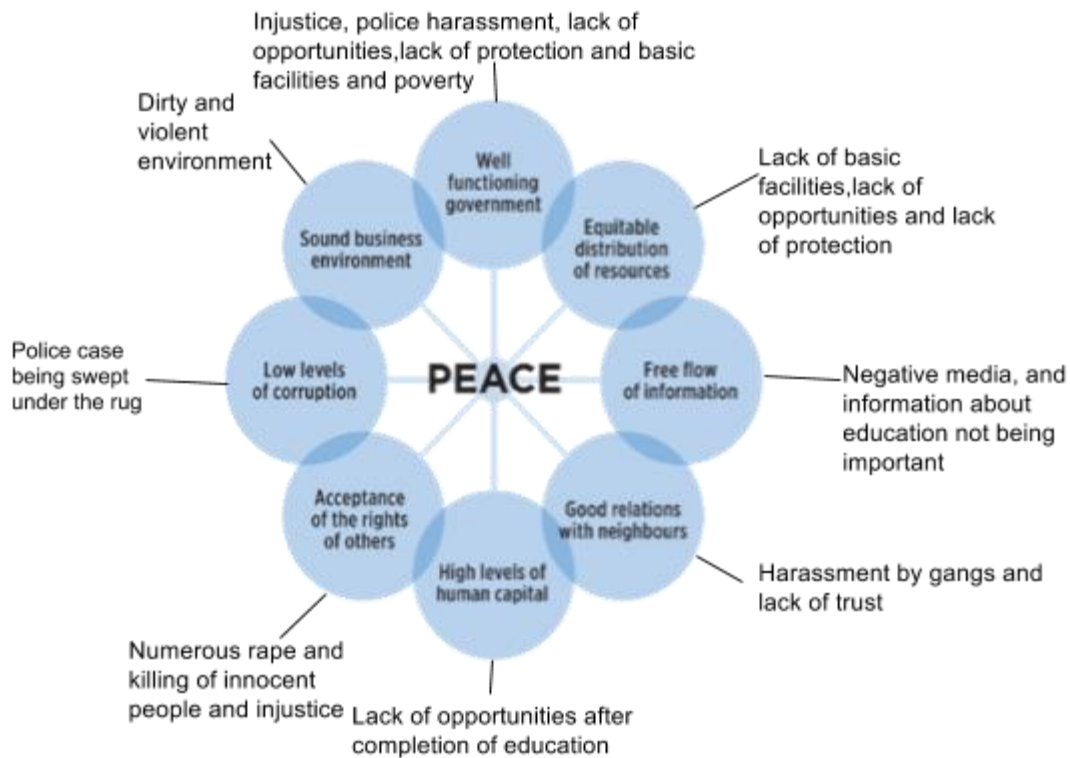 Injustice, police harassment, lack of
opportunities,lack of protection and basic
facilities and poverty
Dirty and
violent
environment
Well
functioning
government
Lack of basic
facilities,lack of
opportunities and lack
of protection
Sound business
environment
Equitable
distribution
of resources
Police case
being swept
under the rug
Low levels
of corruption
PEACE
Free flow
of information
Negative media, and
information about
education not being
important
Acceptance
of the rights
of others
Good relations
with neighbours
High levels of
human capital
Harassment by gangs and
lack of trust
Numerous rape and
killing of innocent
people and injustice
Lack of opportunities after
completion of education